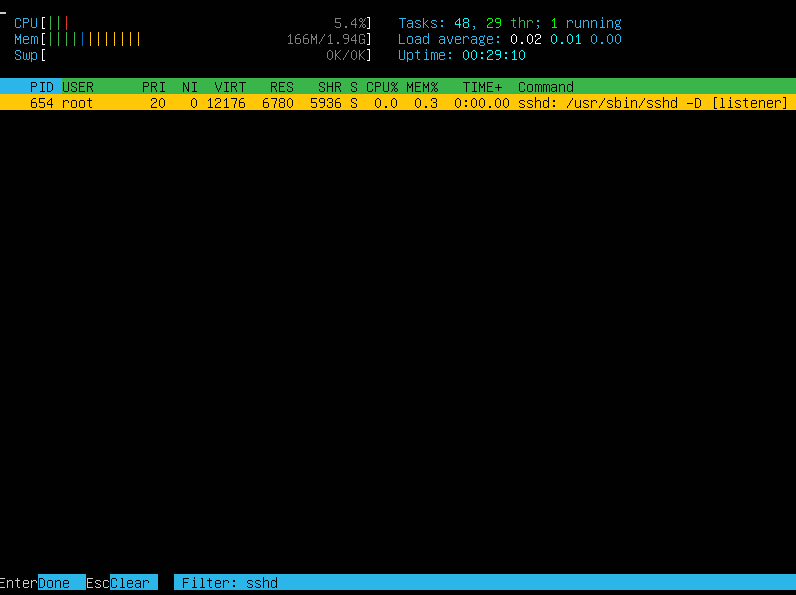 CPU[||| 5.4%] Tasks: 48, 29 thr; 1 running
Mem[|||||||||||| 166M/1.94G] Load average: 0.02 0.01 0.00
Swp[ 0K/0K] Uptime: 00:29:10
PID USER PRI NI VIRT RES SHR S CPU% MEM% TIME+ Command
654 root 20 0 12176 6780 5936 S 0.0 0.3 0:00.00 sshd: /usr/sbin/sshd -D [listener]
EnterDone EscClear Filter: sshd